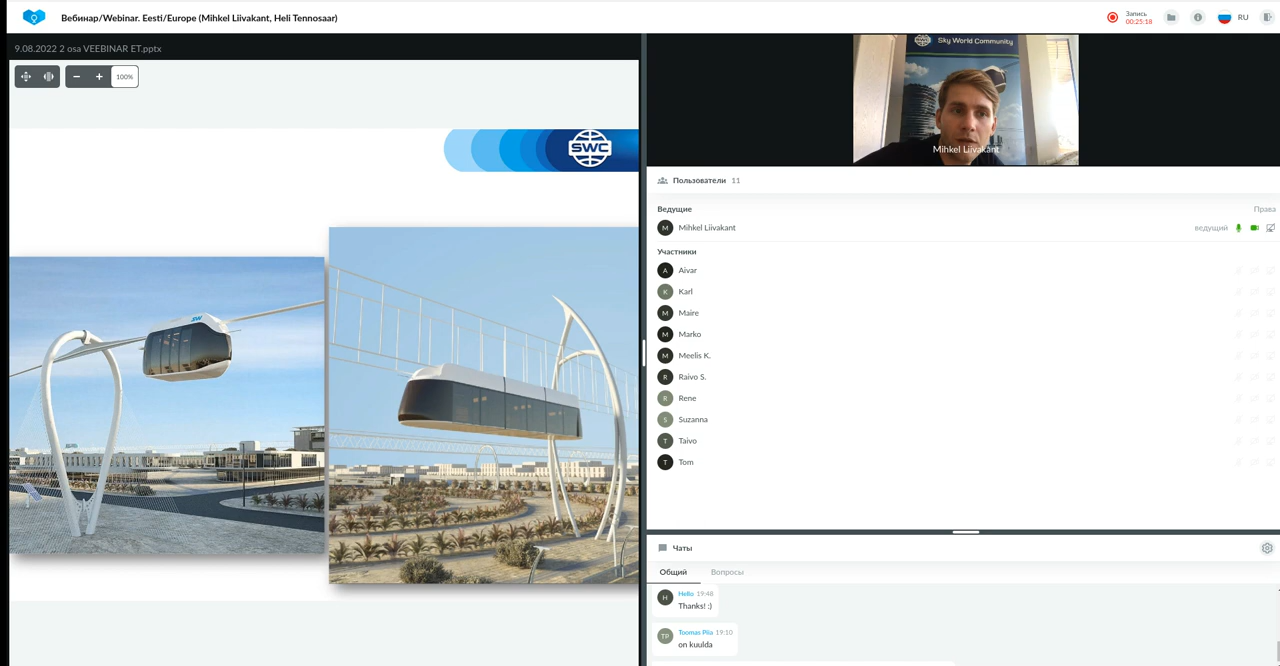 Вебинар/Webinar. Eesti/Europe (Mihkel Liivakant, Heli Tennosaar)
Запись
00:25:18
RU
9.08.2022 2 osa VEEBINAR ET.pptx
100%
SWC
Sky World Community
Mihkel Liivakant
Пользователи 11
Ведущие
Права
M Mihkel Liivakant
ведущий
Участники
A Aivar
K Karl
M Maire
M Marko
M Meelis K.
R Raivo S.
R Rene
S Suzanna
T Taivo
T Tom
Чаты
Общий
Вопросы
H Hello 19:48
Thanks! :)
TP Toomas Piia 19:10
on kuulda